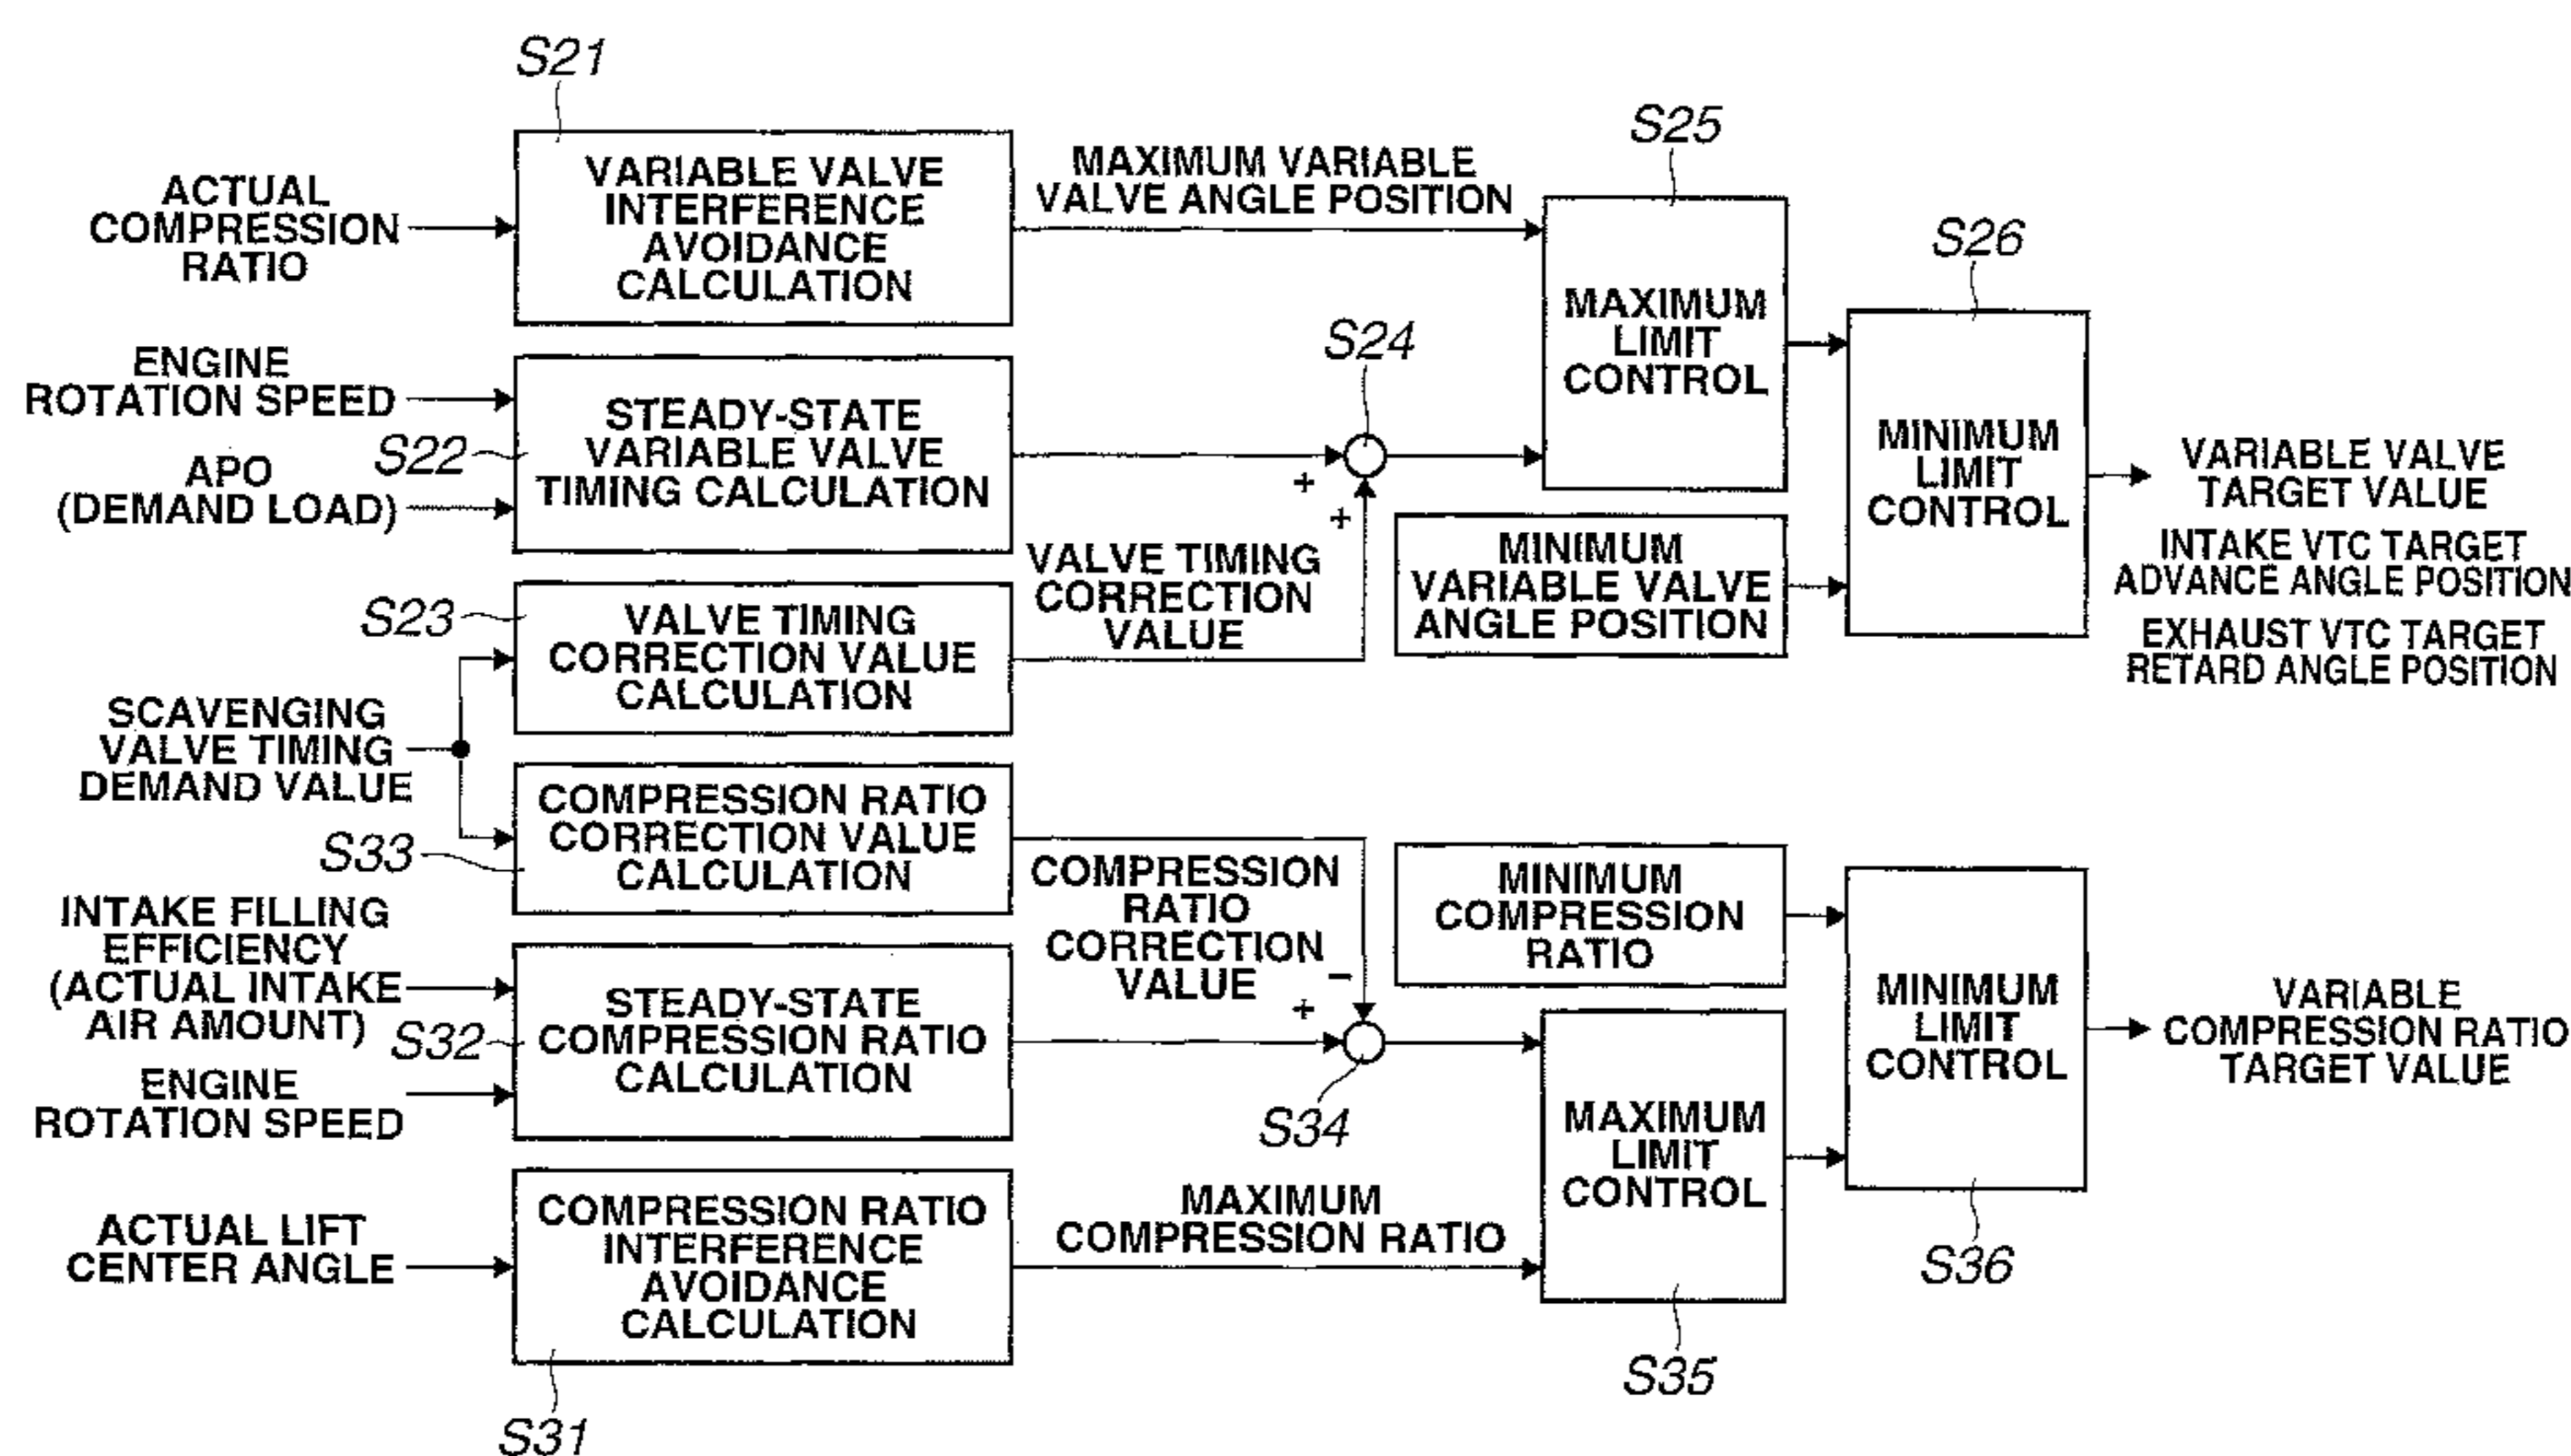 S21
ACTUAL
COMPRESSION
RATIO
VARIABLE VALVE
INTERFERENCE
AVOIDANCE
CALCULATION
MAXIMUM VARIABLE
VALVE ANGLE POSITION
S25
MAXIMUM
LIMIT
CONTROL
S26
MINIMUM
LIMIT
CONTROL
ENGINE
ROTATION SPEED
APO
(DEMAND LOAD)
S22
STEADY-STATE
VARIABLE VALVE
TIMING CALCULATION
S24
+
+
VARIABLE VALVE
TARGET VALUE
INTAKE VTC TARGET
ADVANCE ANGLE POSITION
EXHAUST VTC TARGET
RETARD ANGLE POSITION
MINIMUM
VARIABLE VALVE
ANGLE POSITION
S23
VALVE TIMING
CORRECTION VALUE
CALCULATION
VALVE TIMING
CORRECTION
VALUE
SCAVENGING
VALVE TIMING
DEMAND VALUE
S33
COMPRESSION RATIO
CORRECTION VALUE
CALCULATION
COMPRESSION
RATIO
CORRECTION
VALUE
−
+
MINIMUM
COMPRESSION
RATIO
INTAKE FILLING
EFFICIENCY
(ACTUAL INTAKE
AIR AMOUNT)
S32
ENGINE
ROTATION SPEED
STEADY-STATE
COMPRESSION RATIO
CALCULATION
S34
MAXIMUM
LIMIT
CONTROL
S35
MINIMUM
LIMIT
CONTROL
S36
VARIABLE
COMPRESSION RATIO
TARGET VALUE
ACTUAL LIFT
CENTER ANGLE
COMPRESSION RATIO
INTERFERENCE
AVOIDANCE
CALCULATION
MAXIMUM
COMPRESSION RATIO
S31